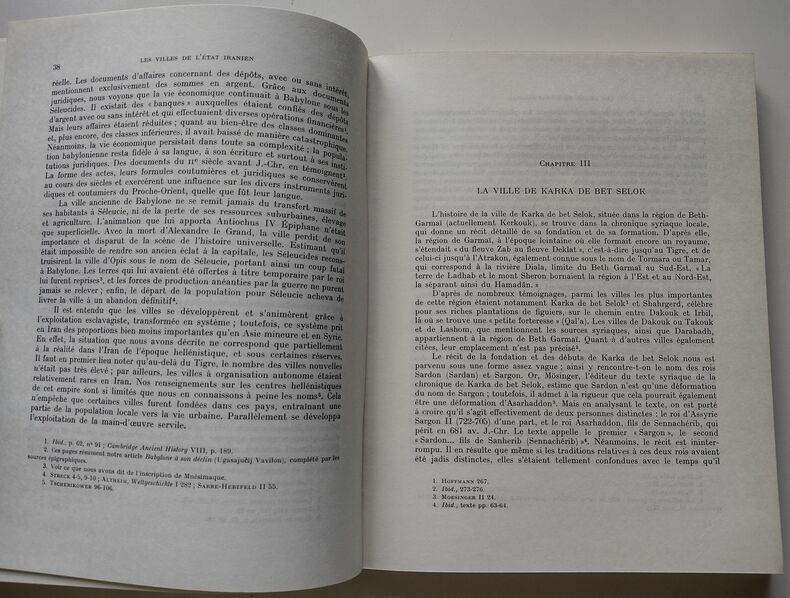 38
LES VILLES DE L'ÉTAT IRANIEN
réelle. Les documents d'affaires concernant des dépôts, avec ou sans intérêt,
mentionnent exclusivement des sommes en argent. Grâce aux documents
juridiques, nous voyons que la vie économique continuait à Babylone sous les
Séleucides. Il existait des « banques » auxquelles étaient confiés des dépôts
d'argent avec ou sans intérêt et qui effectuaient diverses opérations financières¹.
Mais leurs affaires étaient réduites ; quant au bien-être des classes dominantes
et, plus encore, des classes inférieures, il avait baissé de manière catastrophique.
Néanmoins, la vie économique persistait dans toute sa complexité ; la popula-
tion babylonienne resta fidèle à sa langue, à son écriture et surtout à ses insti-
tutions juridiques. Des documents du IIᵉ siècle avant J.-Chr. en témoignent².
La forme des actes, leurs formules coutumières et juridiques se conservèrent
au cours des siècles et exercèrent une influence sur les divers instruments juri-
diques et coutumiers du Proche-Orient, quelle que fût leur langue.
La ville ancienne de Babylone ne se remit jamais du transfert massif de
ses habitants à Séleucie, ni de la perte de ses ressources suburbaines, élevage
et agriculture. L'animation que lui apporta Antiochus IV Épiphane n'était
que superficielle. Avec la mort d'Alexandre le Grand, la ville perdit de son
importance et disparut de la scène de l'histoire universelle. Estimant qu'il
était impossible de rendre son ancien éclat à la capitale, les Séleucides recons-
truisirent la ville d'Opis sous le nom de Séleucie, portant ainsi un coup fatal
à Babylone. Les terres qui lui avaient été offertes à titre temporaire par le roi
lui furent reprises³, et les forces de production anéanties par la guerre ne purent
jamais se relever ; enfin, le départ de la population pour Séleucie acheva de
livrer la ville à un abandon définitif⁴.
Il est entendu que les villes se développèrent et s'animèrent grâce à
l'exploitation esclavagiste, transformée en système ; toutefois, ce système prit
en Iran des proportions bien moins importantes qu'en Asie mineure et en Syrie.
En effet, la situation que nous avons décrite ne correspond que partiellement
à la réalité dans l'Iran de l'époque hellénistique, et sous certaines réserves.
Il faut en premier lieu noter qu'au-delà du Tigre, le nombre des villes nouvelles
n'était pas très élevé ; par ailleurs, les villes à organisation autonome étaient
relativement rares en Iran. Nos renseignements sur les centres hellénistiques
de cet empire sont si limités que nous en connaissons à peine les noms⁵. Cela
n'empêche que certaines villes furent fondées dans ces pays, entraînant une
partie de la population locale vers la vie urbaine. Parallèlement se développa
l'exploitation de la main-d'œuvre servile.
1. Ibid., p. 62, n° 91 ; Cambridge Ancient History VIII, p. 189.
2. Ces pages résument notre article Babylone à son déclin (Ugasajuščij Vavilon), complété par les
sources épigraphiques.
3. Voir ce que nous avons dit de l'inscription de Mnésimaque.
4. STRECK 4-5, 9-10 ; ALTHEIM, Weltgeschichte I 282 ; SARRE-HERZFELD II 55.
5. TSCHERIKOWER 96-106.
CHAPITRE III
LA VILLE DE KARKA DE BET SELOK
L'histoire de la ville de Karka de bet Selok, située dans la région de Beth-
Garmaï (actuellement Kerkouk), se trouve dans la chronique syriaque locale,
qui donne un récit détaillé de sa fondation et de sa formation. D'après elle,
la région de Garmaï, à l'époque lointaine où elle formait encore un royaume,
s'étendait « du fleuve Zab au fleuve Deklat », c'est-à-dire jusqu'au Tigre, et de
celui-ci jusqu'à l'Atrakon, également connue sous le nom de Tormara ou Tamar,
qui correspond à la rivière Diala, limite du Beth Garmaï au Sud-Est. « La
terre de Ladhab et le mont Sheron bornaient la région à l'Est et au Nord-Est,
la séparant ainsi du Hamadân. »
D'après de nombreux témoignages, parmi les villes les plus importantes
de cette région étaient notamment Karka de bet Selok¹ et Shahrgerd, célèbre
pour ses riches plantations de figuiers, sur le chemin entre Dakouk et Irbil,
là où se trouve une « petite forteresse » (Qal'a). Les villes de Dakouk ou Takouk
et de Lashom, que mentionnent les sources syriaques, ainsi que Darabadh,
appartiennent à la région de Beth Garmaï. Quant à d'autres villes également
citées, leur emplacement n'est pas précisé².
Le récit de la fondation et des débuts de Karka de bet Selok nous est
parvenu sous une forme assez vague ; ainsi y rencontre-t-on le nom des rois
Sardon (Sardan) et Sargon. Or, Mösinger, l'éditeur du texte syriaque de la
chronique de Karka de bet Selok, estime que Sardon n'est qu'une déformation
du nom de Sargon ; toutefois, il admet à la rigueur que cela pourrait également
être une déformation d'Asarhaddon³. Mais en analysant le texte, on est porté
à croire qu'il s'agit effectivement de deux personnes distinctes : le roi d'Assyrie
Sargon II (722-705) d'une part, et le roi Asarhaddon, fils de Sennachérib, qui
périt en 681 av. J.-Chr. Le texte appelle le premier « Sargon », le second
« Sardon... fils de Sanherib (Sennachérib) »⁴. Néanmoins, le récit est ininter-
rompu. Il en résulte que même si les traditions relatives à ces deux rois avaient
été jadis distinctes, elles s'étaient tellement confondues avec le temps qu'il
1. HOFFMANN 267.
2. Ibid., 273-276.
3. MOESINGER II 24.
4. Ibid., texte pp. 63-64.